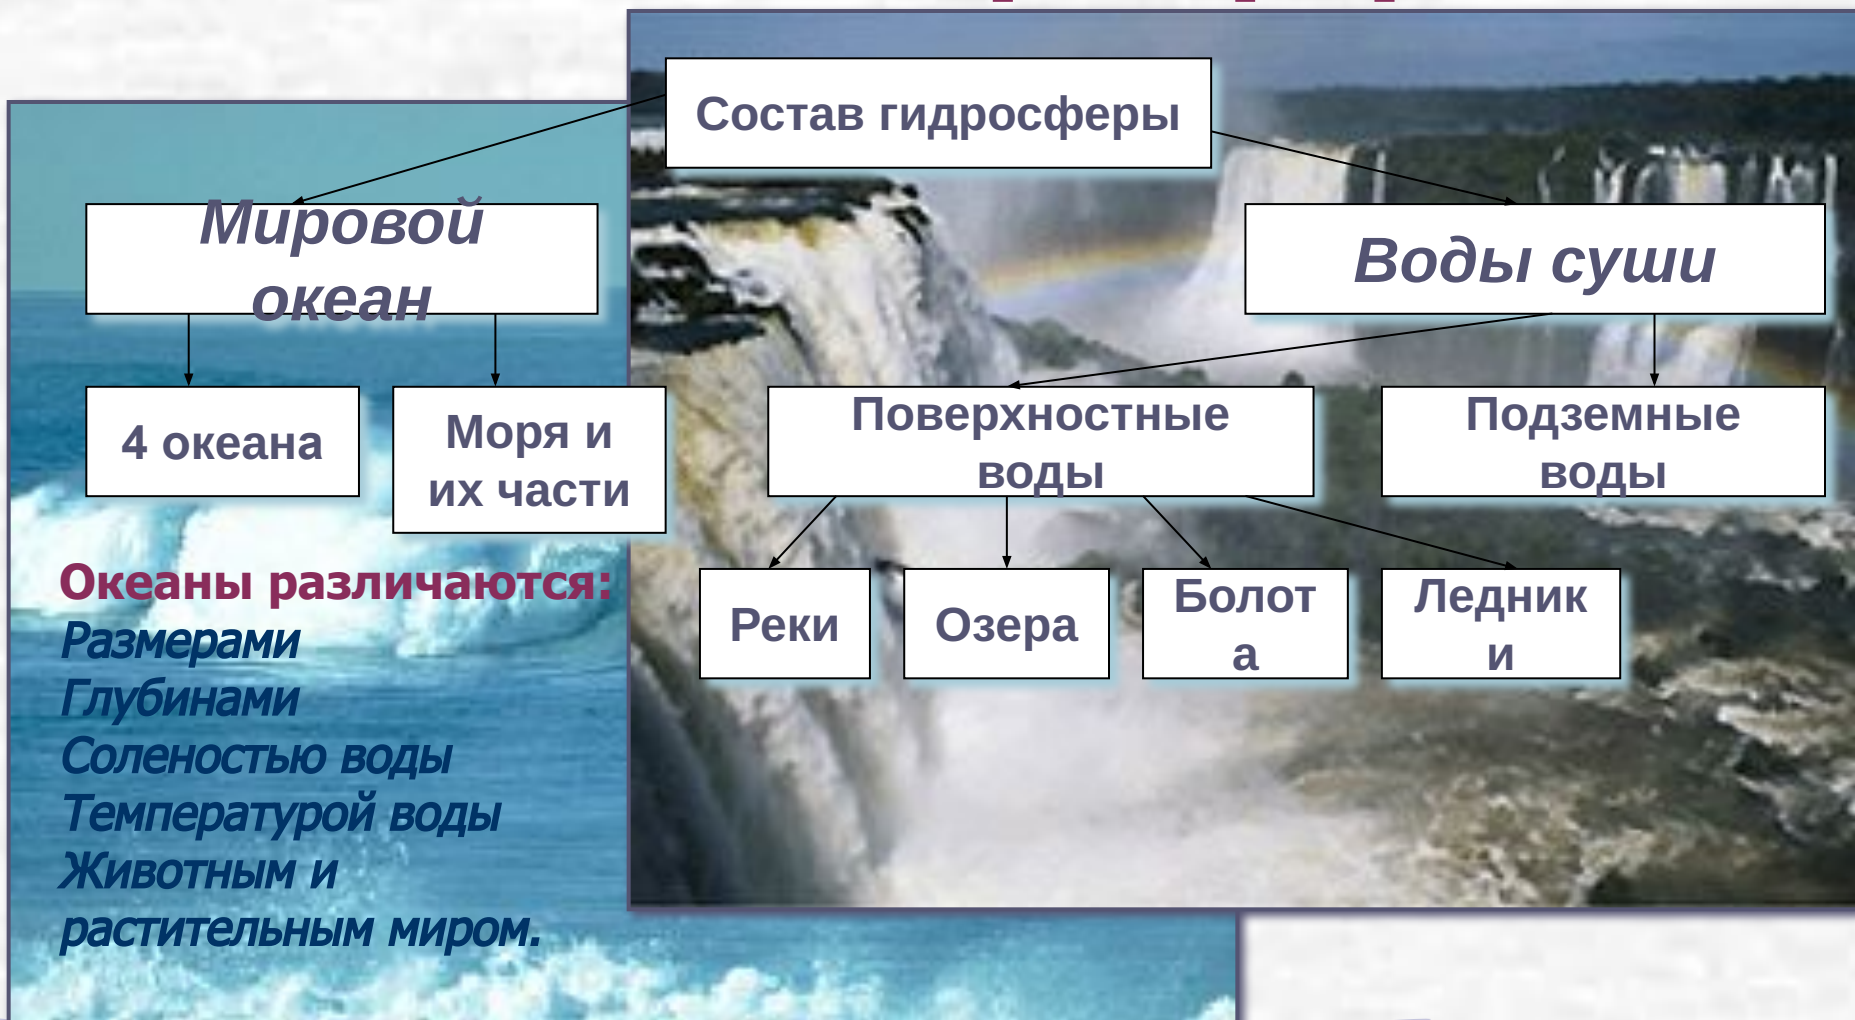 Состав гидросферы
Мировой
океан
Воды суши
4 океана
Моря и
их части
Поверхностные
воды
Подземные
воды
Реки
Озера
Болот
а
Ледник
и
Океаны различаются:
Размерами
Глубинами
Соленостью воды
Температурой воды
Животным и
растительным миром.